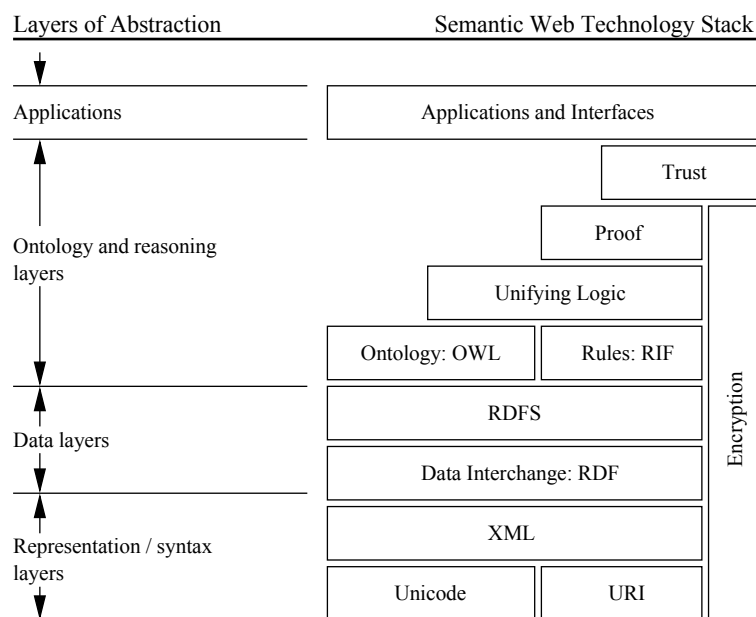 Layers of Abstraction
Semantic Web Technology Stack
Applications
Applications and Interfaces
Trust
Ontology and reasoning
layers
Proof
Unifying Logic
Ontology: OWL
Rules: RIF
Encryption
Data layers
RDFS
Data Interchange: RDF
Representation / syntax
layers
XML
Unicode
URI